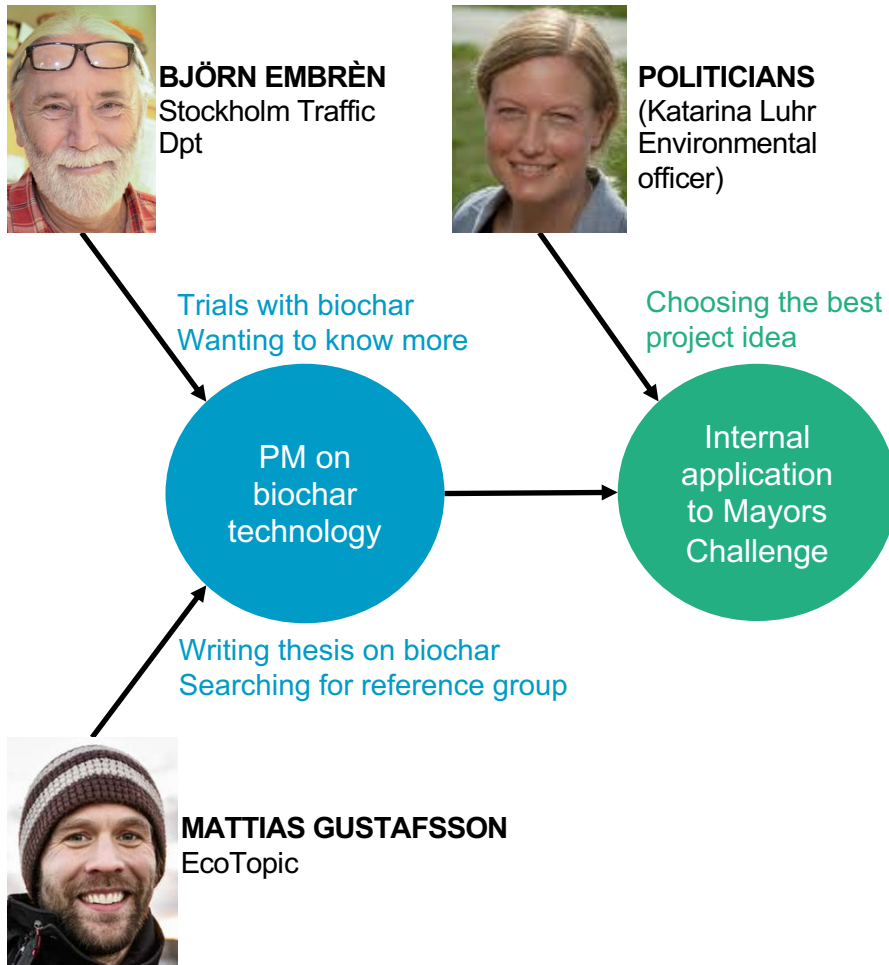 BJÖRN EMBRÈN
Stockholm Traffic
Dpt
POLITICIANS
(Katarina Luhr
Environmental
officer)
Trials with biochar
Wanting to know more
Choosing the best
project idea
PM on
biochar
technology
Internal
application
to Mayors
Challenge
Writing thesis on biochar
Searching for reference group
MATTIAS GUSTAFSSON
EcoTopic